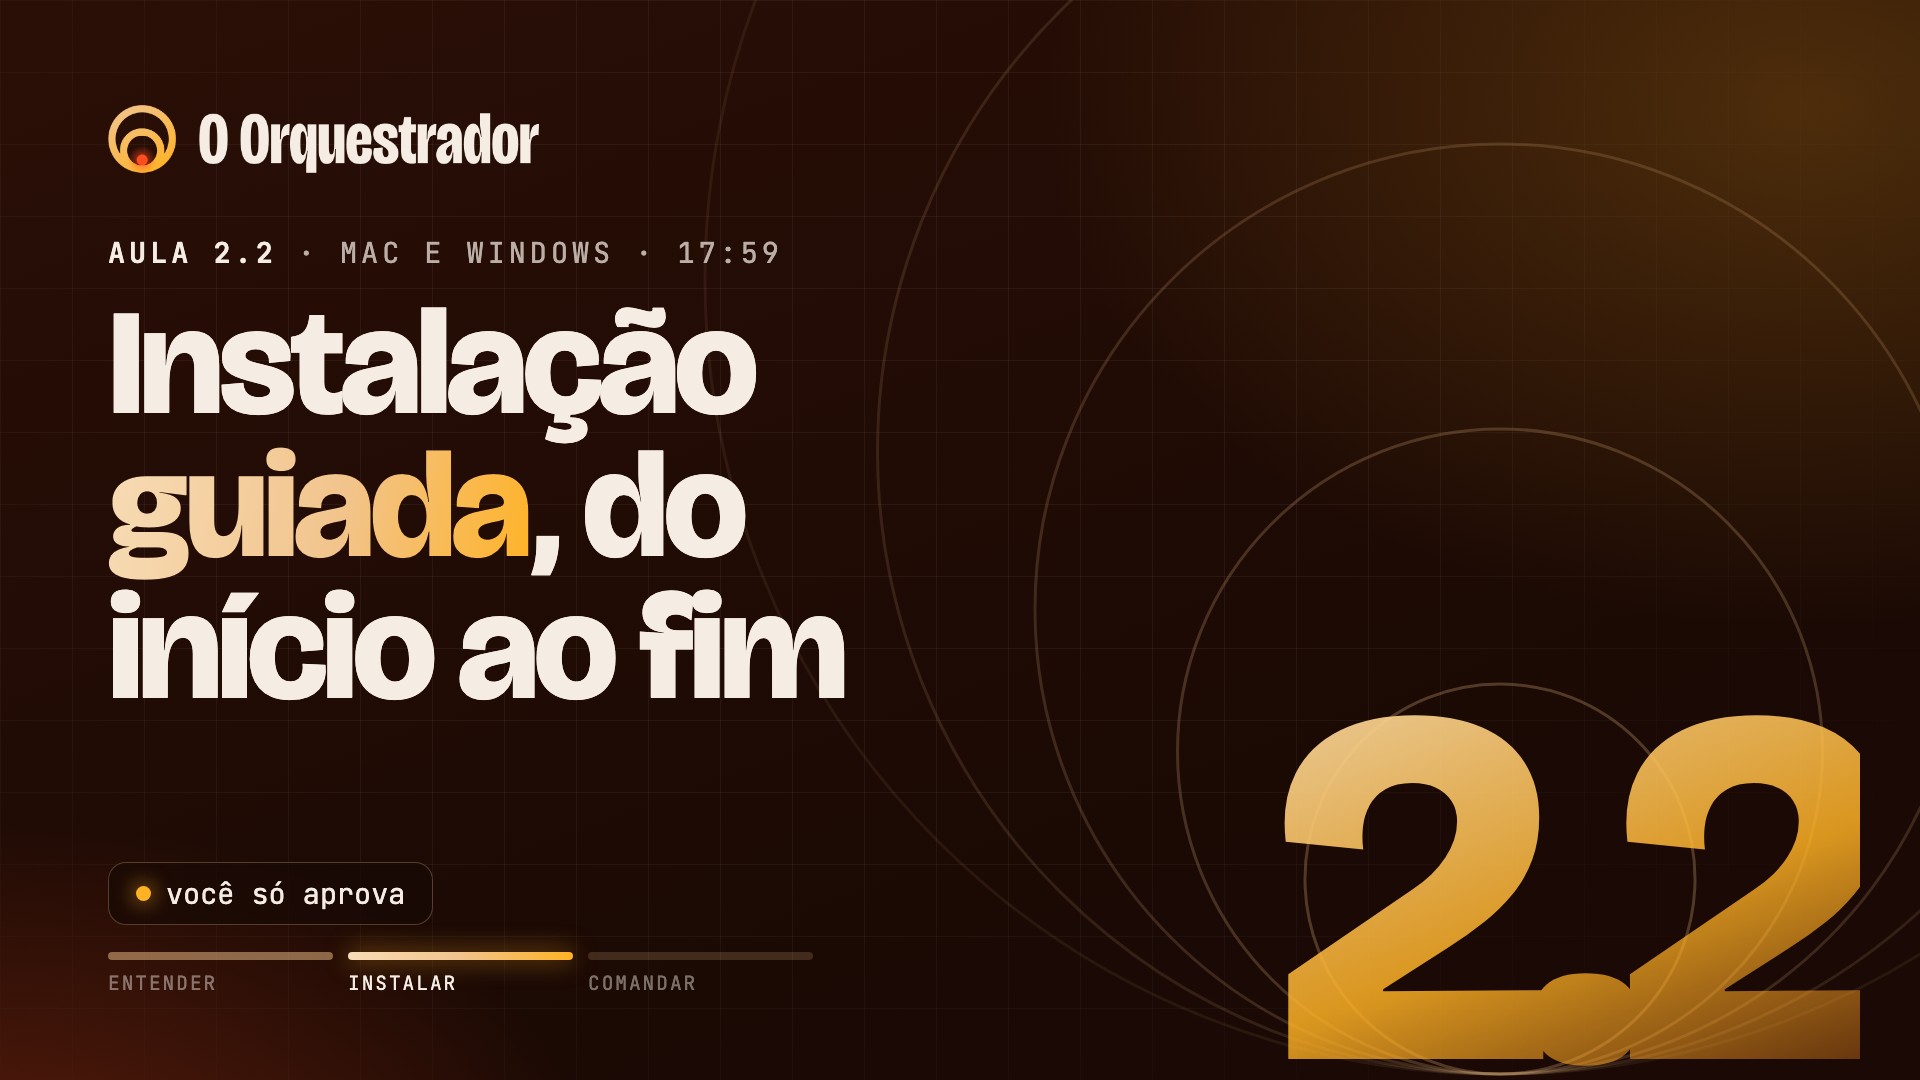 O Orquestrador
AULA 2.2 · MAC E WINDOWS · 17:59
Instalação
guiada, do
início ao fim
você só aprova
ENTENDER
INSTALAR
COMANDAR
2.2